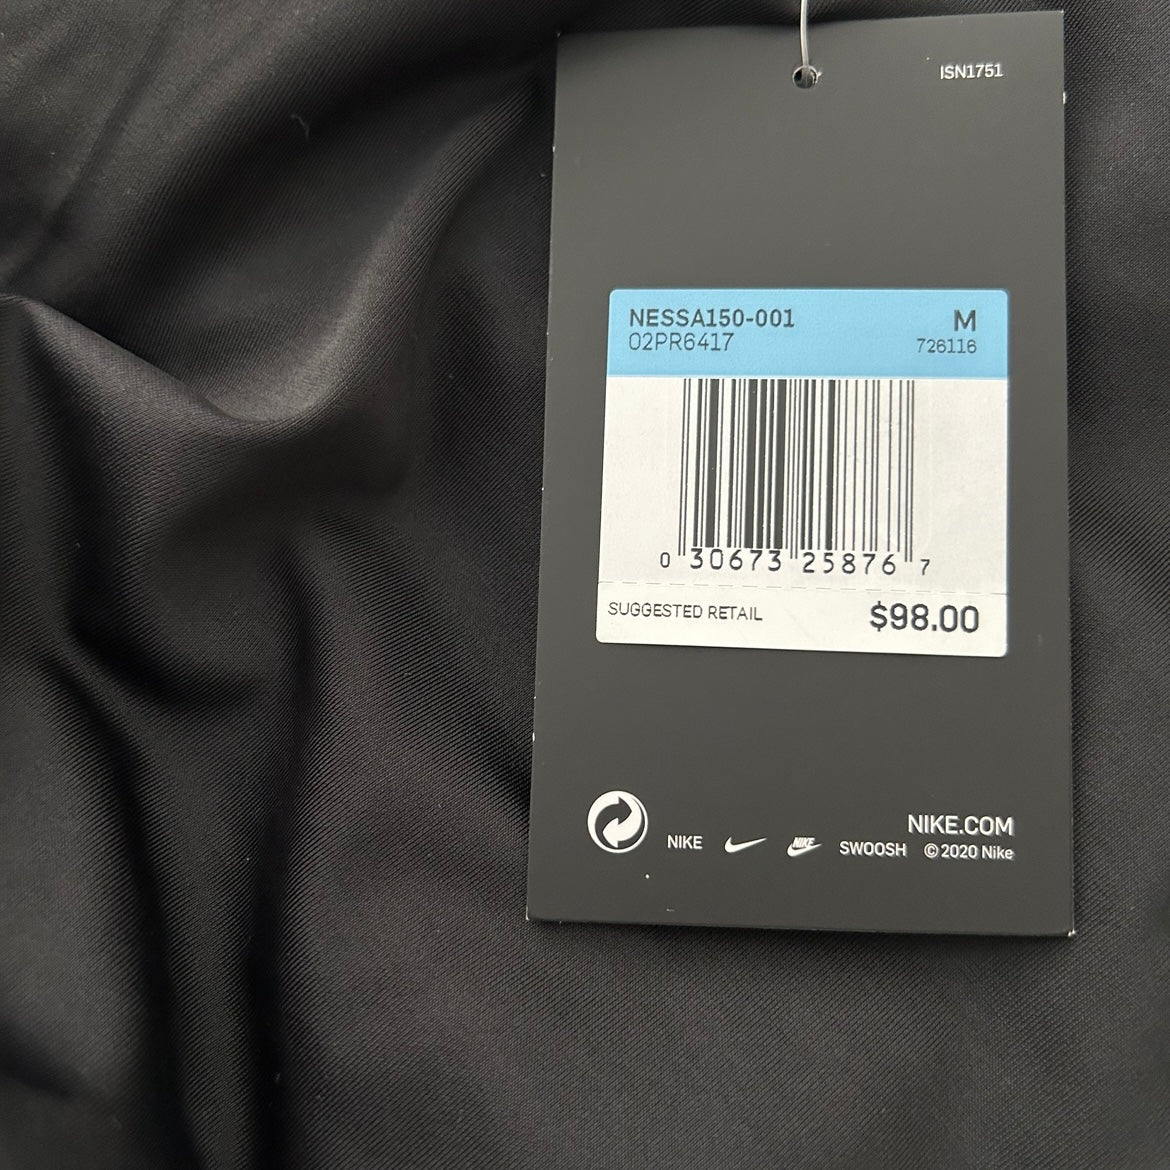 ISN1751
NESSA150-001 M
02PR6417 726116
0 30673 25876 7
SUGGESTED RETAIL $98.00
NIKE.COM
NIKE NIKE SWOOSH ©2020 Nike